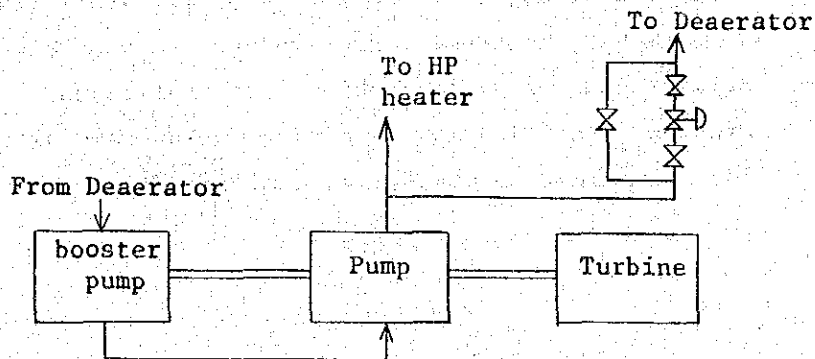 To Deaerator
To HP
heater
From Deaerator
booster
pump
Pump
Turbine